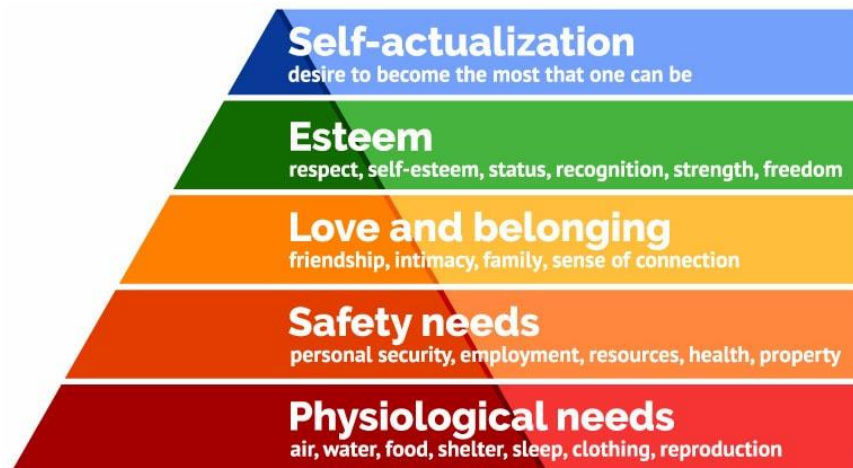 Self-actualization
desire to become the most that one can be
Esteem
respect, self-esteem, status, recognition, strength, freedom
Love and belonging
friendship, intimacy, family, sense of connection
Safety needs
personal security, employment, resources, health, property
Physiological needs
air, water, food, shelter, sleep, clothing, reproduction